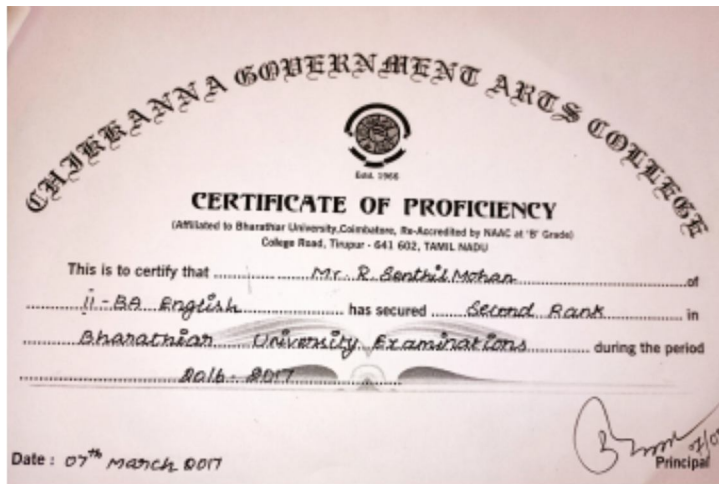 CHIKKANNA GOVERNMENT ARTS COLLEGE
Estd. 1966
CERTIFICATE OF PROFICIENCY
(Affiliated to Bharathiar University,Coimbatore, Re-Accredited by NAAC at 'B' Grade)
College Road, Tirupur - 641 602, TAMIL NADU
This is to certify that Mr. R. Senthil Mohan of
II - BA English has secured Second Rank in
Bharathiar University Examinations during the period
2016 - 2017
Date : 07th March 2017
Principal